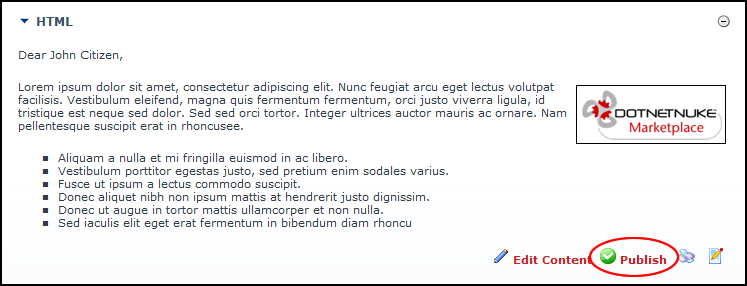 HTML
Dear John Citizen,
Lorem ipsum dolor sit amet, consectetur adipiscing elit. Nunc feugiat arcu eget lectus volutpat
facilisis. Vestibulum eleifend, magna quis fermentum fermentum, orci justo viverra ligula, id
tristique est neque sed dolor. Sed sed orci tortor. Integer ultrices auctor mauris ac ornare. Nam
pellentesque suscipit erat in rhoncusee.
DOTNETNUKE
Marketplace
Aliquam a nulla et mi fringilla euismod in ac libero.
Vestibulum porttitor egestas justo, sed pretium enim sodales varius.
Fusce ut ipsum a lectus commodo suscipit.
Donec aliquet nibh non ipsum mattis at hendrerit justo dignissim.
Donec ut augue in tortor mattis ullamcorper et non nulla.
Sed iaculis elit eget erat fermentum in bibendum diam rhoncu
Edit Content Publish